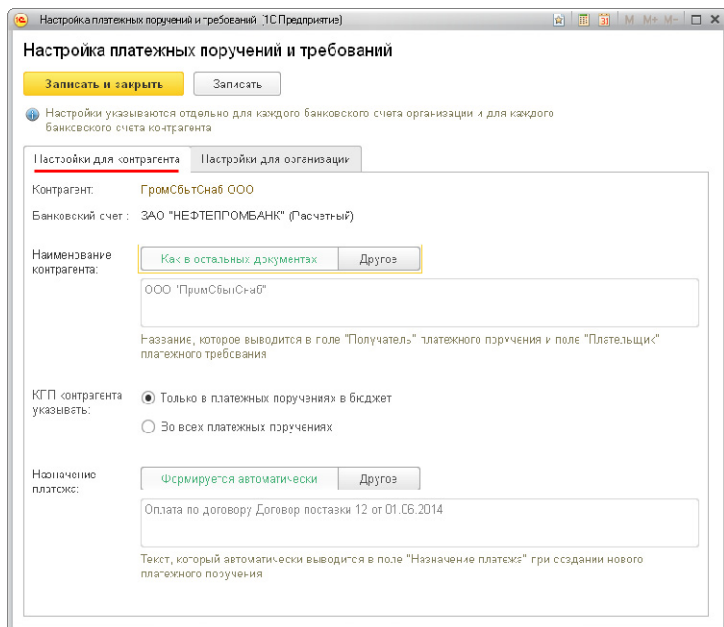 Настройка платежных поручений и требований (1С:Предприятие)
M M+ M-
Настройка платежных поручений и требований
Записать и закрыть
Записать
Настройки указываются отдельно для каждого банковского счета организации и для каждого
банковского счета контрагента
Настройки для контрагента
Настройки для организации
Контрагент: ПромСбытСнаб ООО
Банковский счет: ЗАО "НЕФТЕПРОМБАНК" (Расчетный)
Наименование
контрагента:
Как в остальных документах
Другое
ООО "ПромСбытСнаб"
Название, которое выводится в поле "Получатель" платежного поручения и поле "Плательщик"
платежного требования
КПП контрагента
указывать:
Только в платежных поручениях в бюджет
Во всех платежных поручениях
Назначение
платежа:
Формируется автоматически
Другое
Оплата по договору Договор поставки 12 от 01.06.2014
Текст, который автоматически выводится в поле "Назначение платежа" при создании нового
платежного поручения